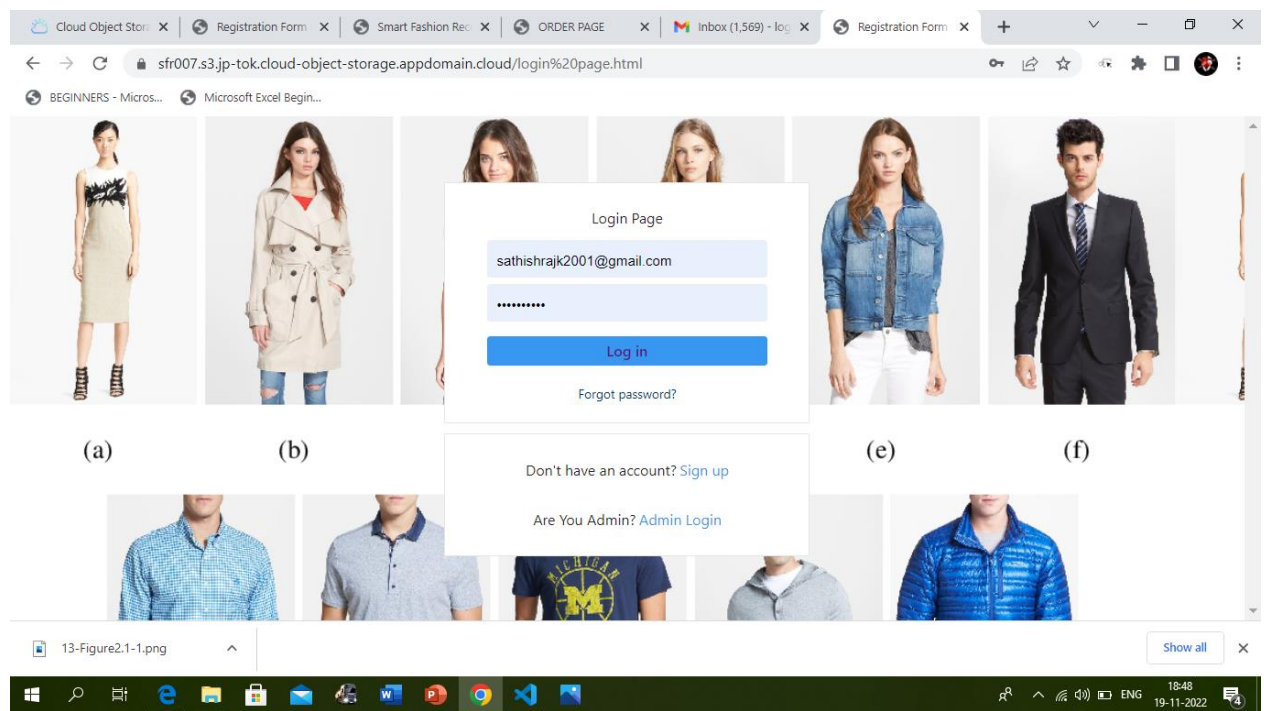 Cloud Object Stora
Registration Form
Smart Fashion Rec
ORDER PAGE
Inbox (1,569) - log
Registration Form
sfr007.s3.jp-tok.cloud-object-storage.appdomain.cloud/login%20page.html
BEGINNERS - Micros...
Microsoft Excel Begin...
Login Page
sathishrajk2001@gmail.com
••••••••••
Log in
Forgot password?
(a)
(b)
(e)
(f)
Don't have an account? Sign up
Are You Admin? Admin Login
MICHIGAN
M
13-Figure2.1-1.png
Show all
ENG
18:48
19-11-2022
4